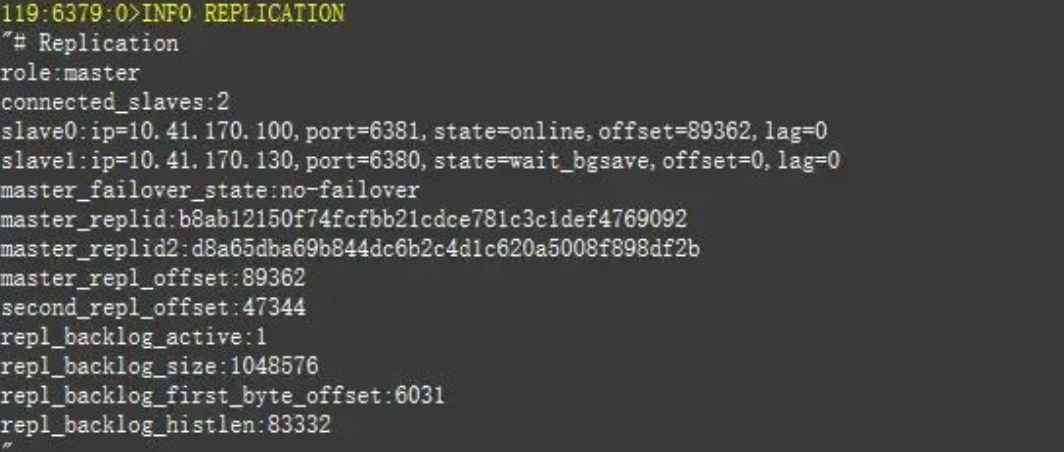 119:6379:0>INFO REPLICATION
"# Replication
role:master
connected_slaves:2
slave0:ip=10.41.170.100,port=6381,state=online,offset=89362,lag=0
slave1:ip=10.41.170.130,port=6380,state=wait_bgsave,offset=0,lag=0
master_failover_state:no-failover
master_replid:b8ab12150f74fcfbb21cdce781c3c1def4769092
master_replid2:d8a65dba69b844dc6b2c4d1c620a5008f898df2b
master_repl_offset:89362
second_repl_offset:47344
repl_backlog_active:1
repl_backlog_size:1048576
repl_backlog_first_byte_offset:6031
repl_backlog_histlen:83332
"